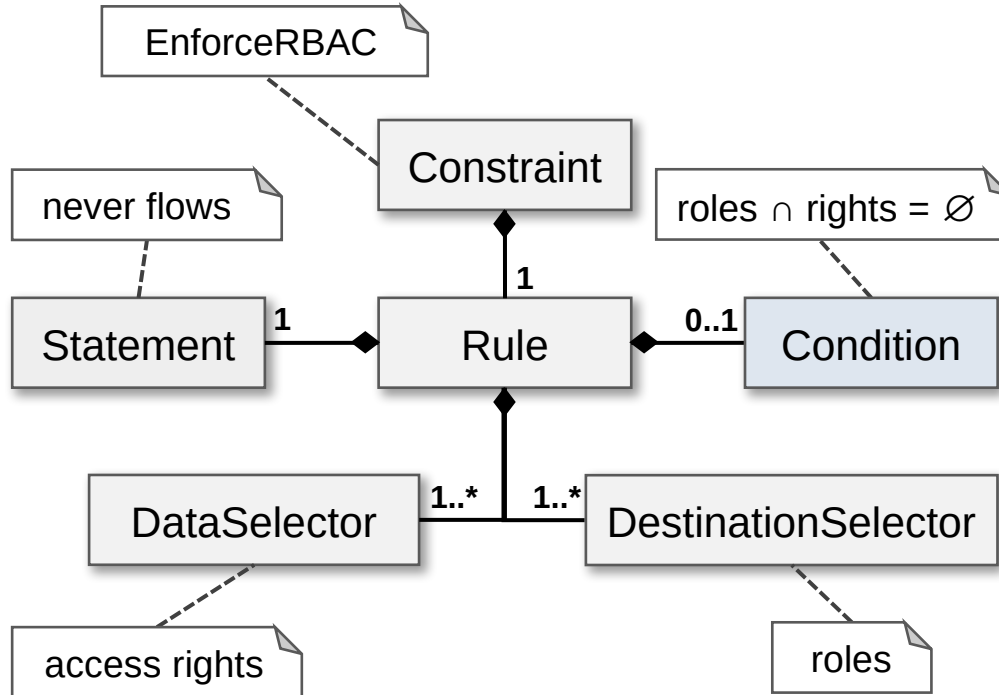 EnforceRBAC
Constraint
never flows
roles ∩ rights = ∅
1
Statement
1
Rule
0..1
Condition
DataSelector
1..*
1..*
DestinationSelector
access rights
roles